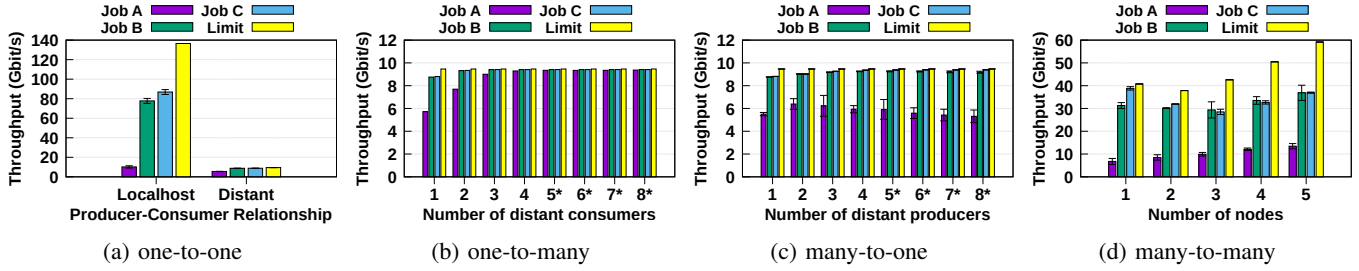 Job A
Job B
Job C
Limit
Throughput (Gbit/s)
140
120
100
80
60
40
20
0
Localhost Distant
Producer-Consumer Relationship
(a) one-to-one
Job A
Job B
Job C
Limit
Throughput (Gbit/s)
12
10
8
6
4
2
0
1 2 3 4 5* 6* 7* 8*
Number of distant consumers
(b) one-to-many
Job A
Job B
Job C
Limit
Throughput (Gbit/s)
12
10
8
6
4
2
0
1 2 3 4 5* 6* 7* 8*
Number of distant producers
(c) many-to-one
Job A
Job B
Job C
Limit
Throughput (Gbit/s)
60
50
40
30
20
10
0
1 2 3 4 5
Number of nodes
(d) many-to-many